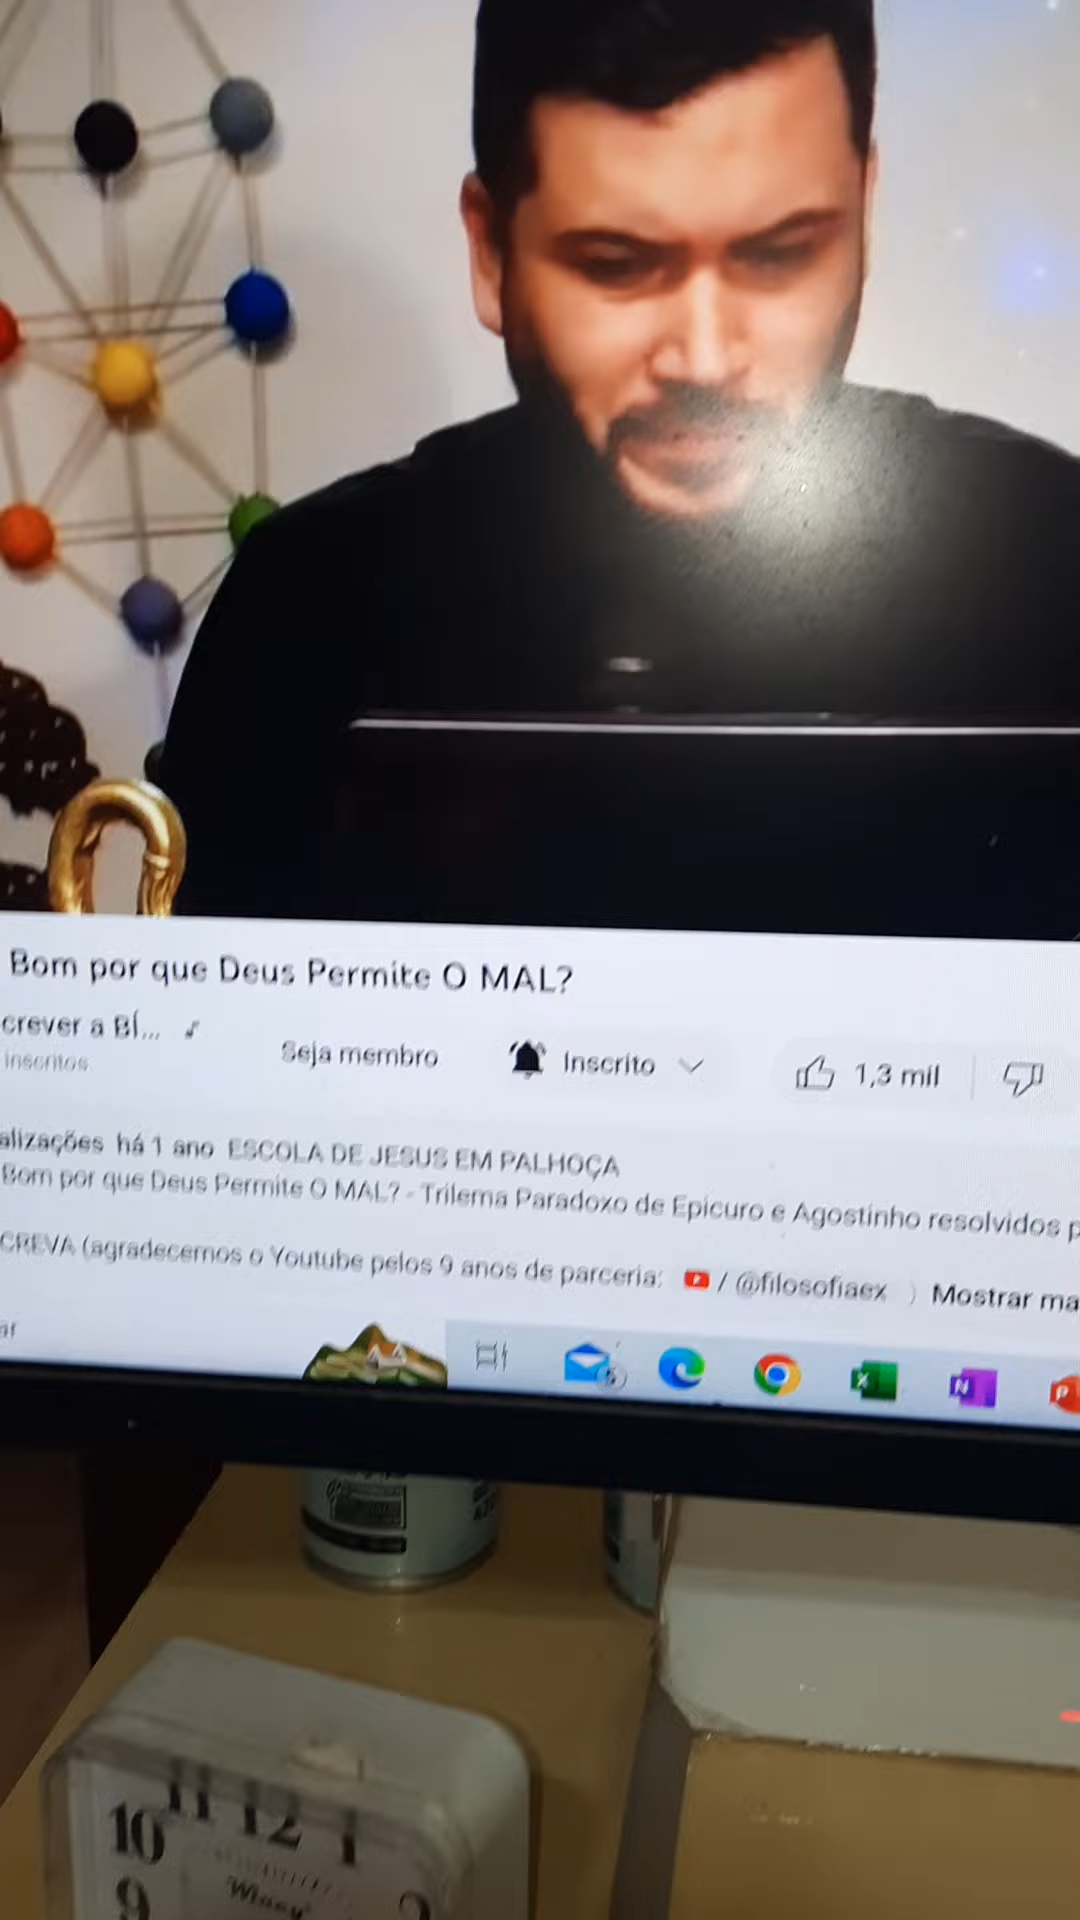 Bom por que Deus Permite O MAL?
crever a BÍ...
inscritos
Seja membro
Inscrito
1,3 mil
alizações há 1 ano ESCOLA DE JESUS EM PALHOÇA
Bom por que Deus Permite O MAL? - Trilema Paradoxo de Epicuro e Agostinho resolvidos p
CREVA (agradecemos o Youtube pelos 9 anos de parceria: / @filosofiaex ) Mostrar ma
ar
11 12 1
10
9
2